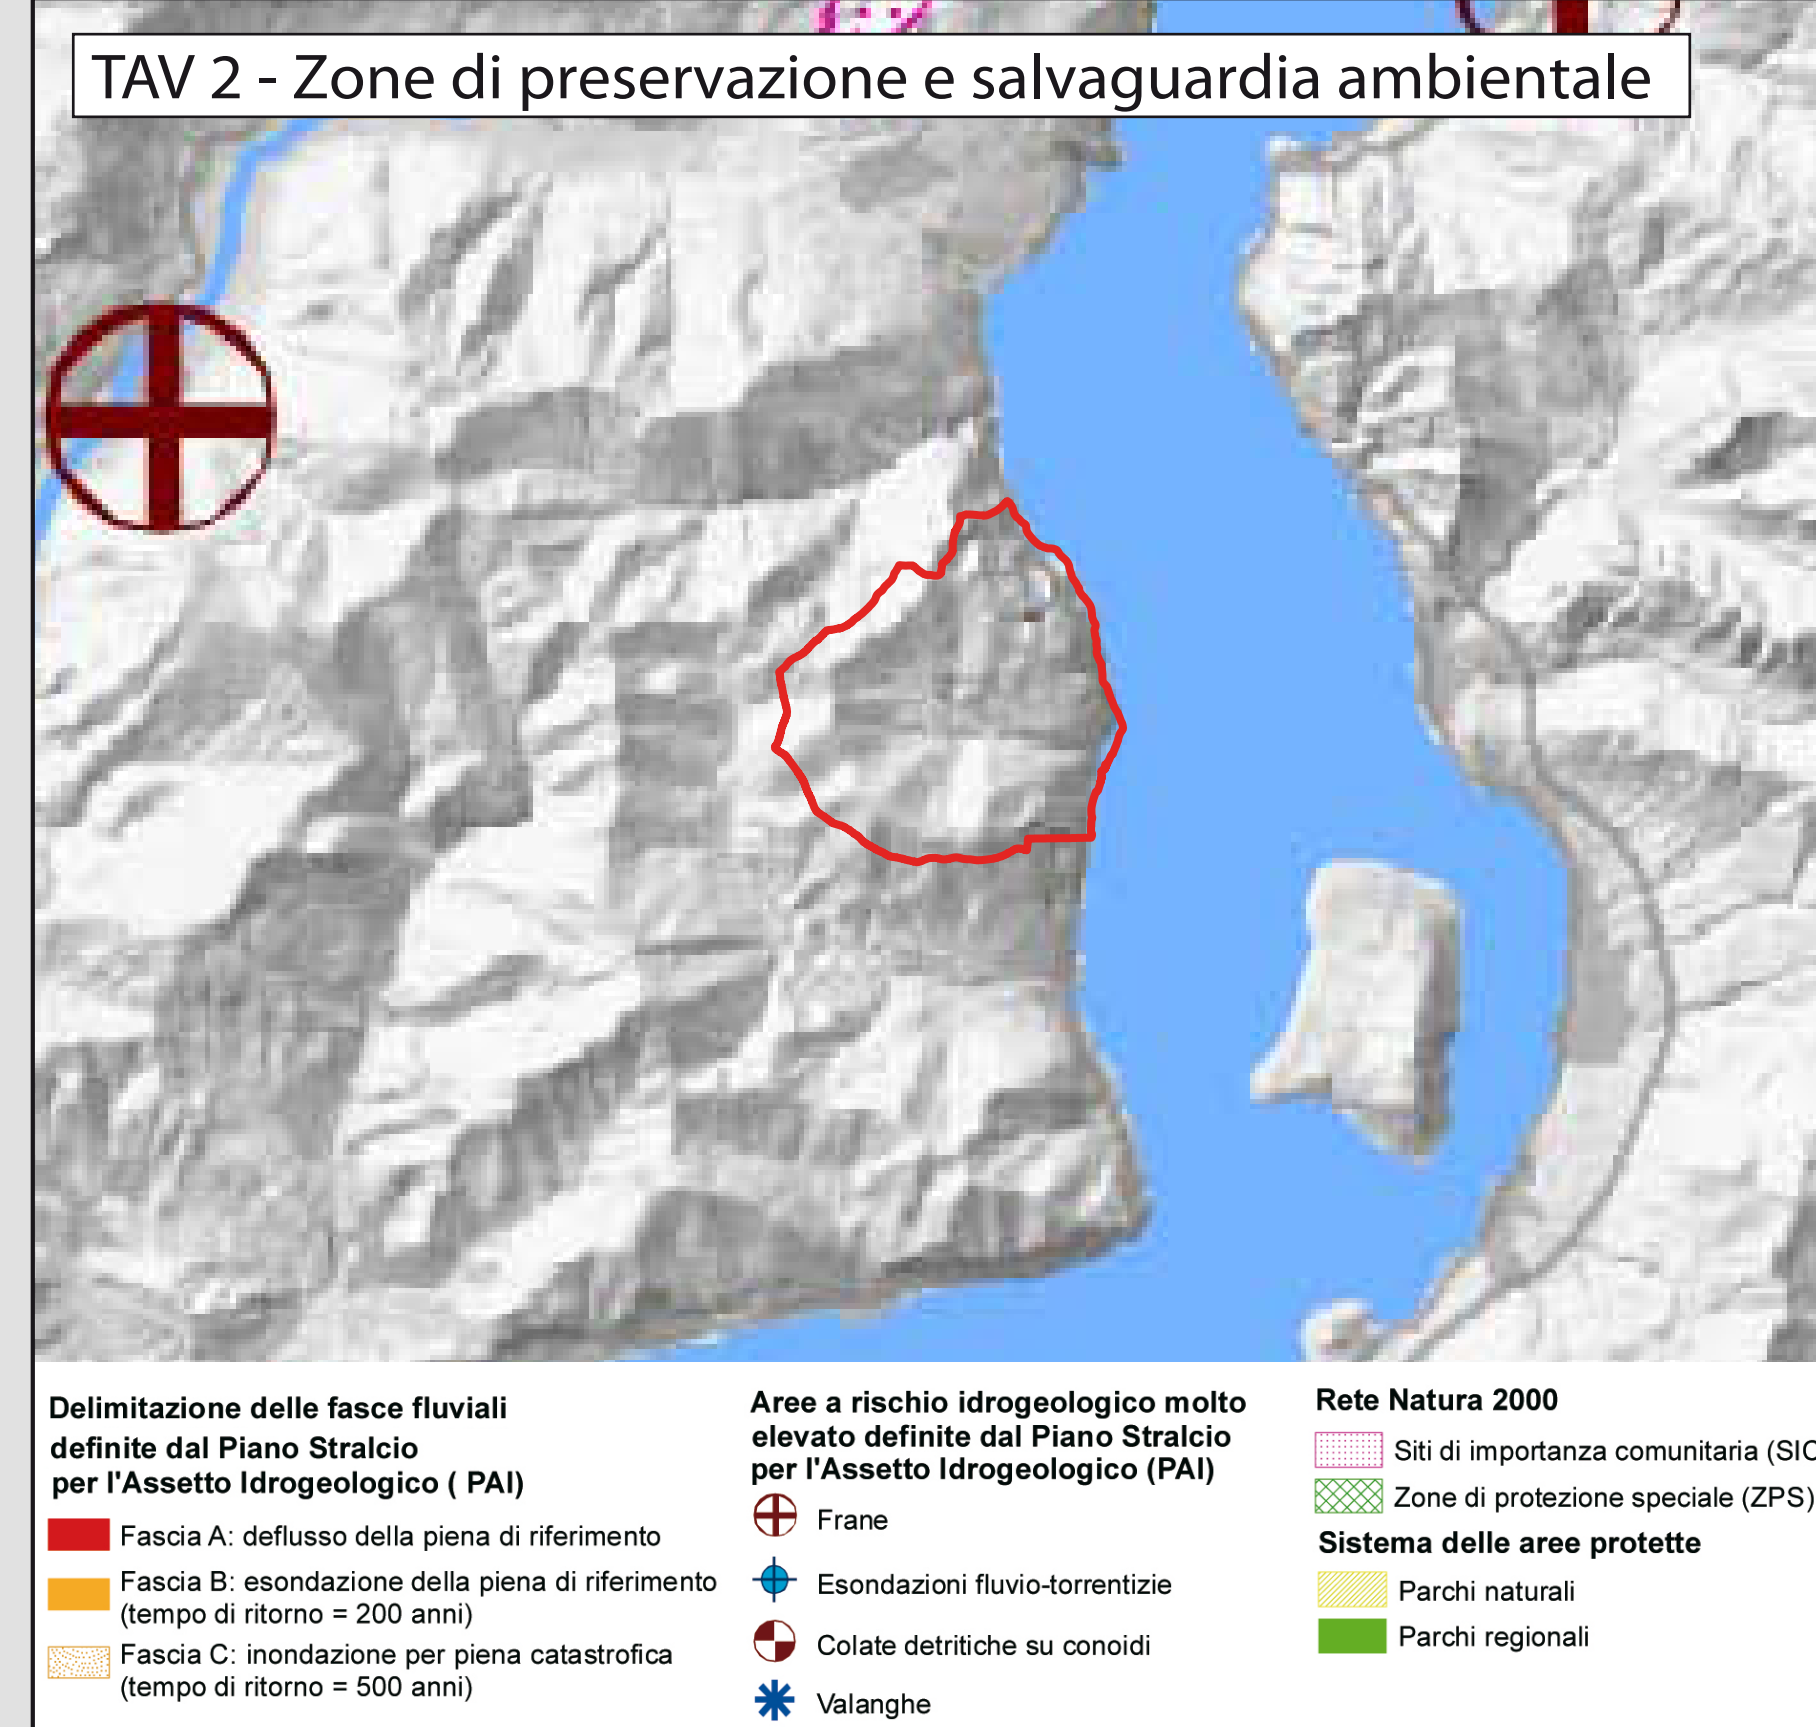 TAV 2 - Zone di preservazione e salvaguardia ambientale
Delimitazione delle fasce fluviali
definite dal Piano Stralcio
per l'Assetto Idrogeologico ( PAI)
Fascia A: deflusso della piena di riferimento
Fascia B: esondazione della piena di riferimento
(tempo di ritorno = 200 anni)
Fascia C: inondazione per piena catastrofica
(tempo di ritorno = 500 anni)
Aree a rischio idrogeologico molto
elevato definite dal Piano Stralcio
per l'Assetto Idrogeologico (PAI)
Frane
Esondazioni fluvio-torrentizie
Colate detritiche su conoidi
Valanghe
Rete Natura 2000
Siti di importanza comunitaria (SIC
Zone di protezione speciale (ZPS)
Sistema delle aree protette
Parchi naturali
Parchi regionali